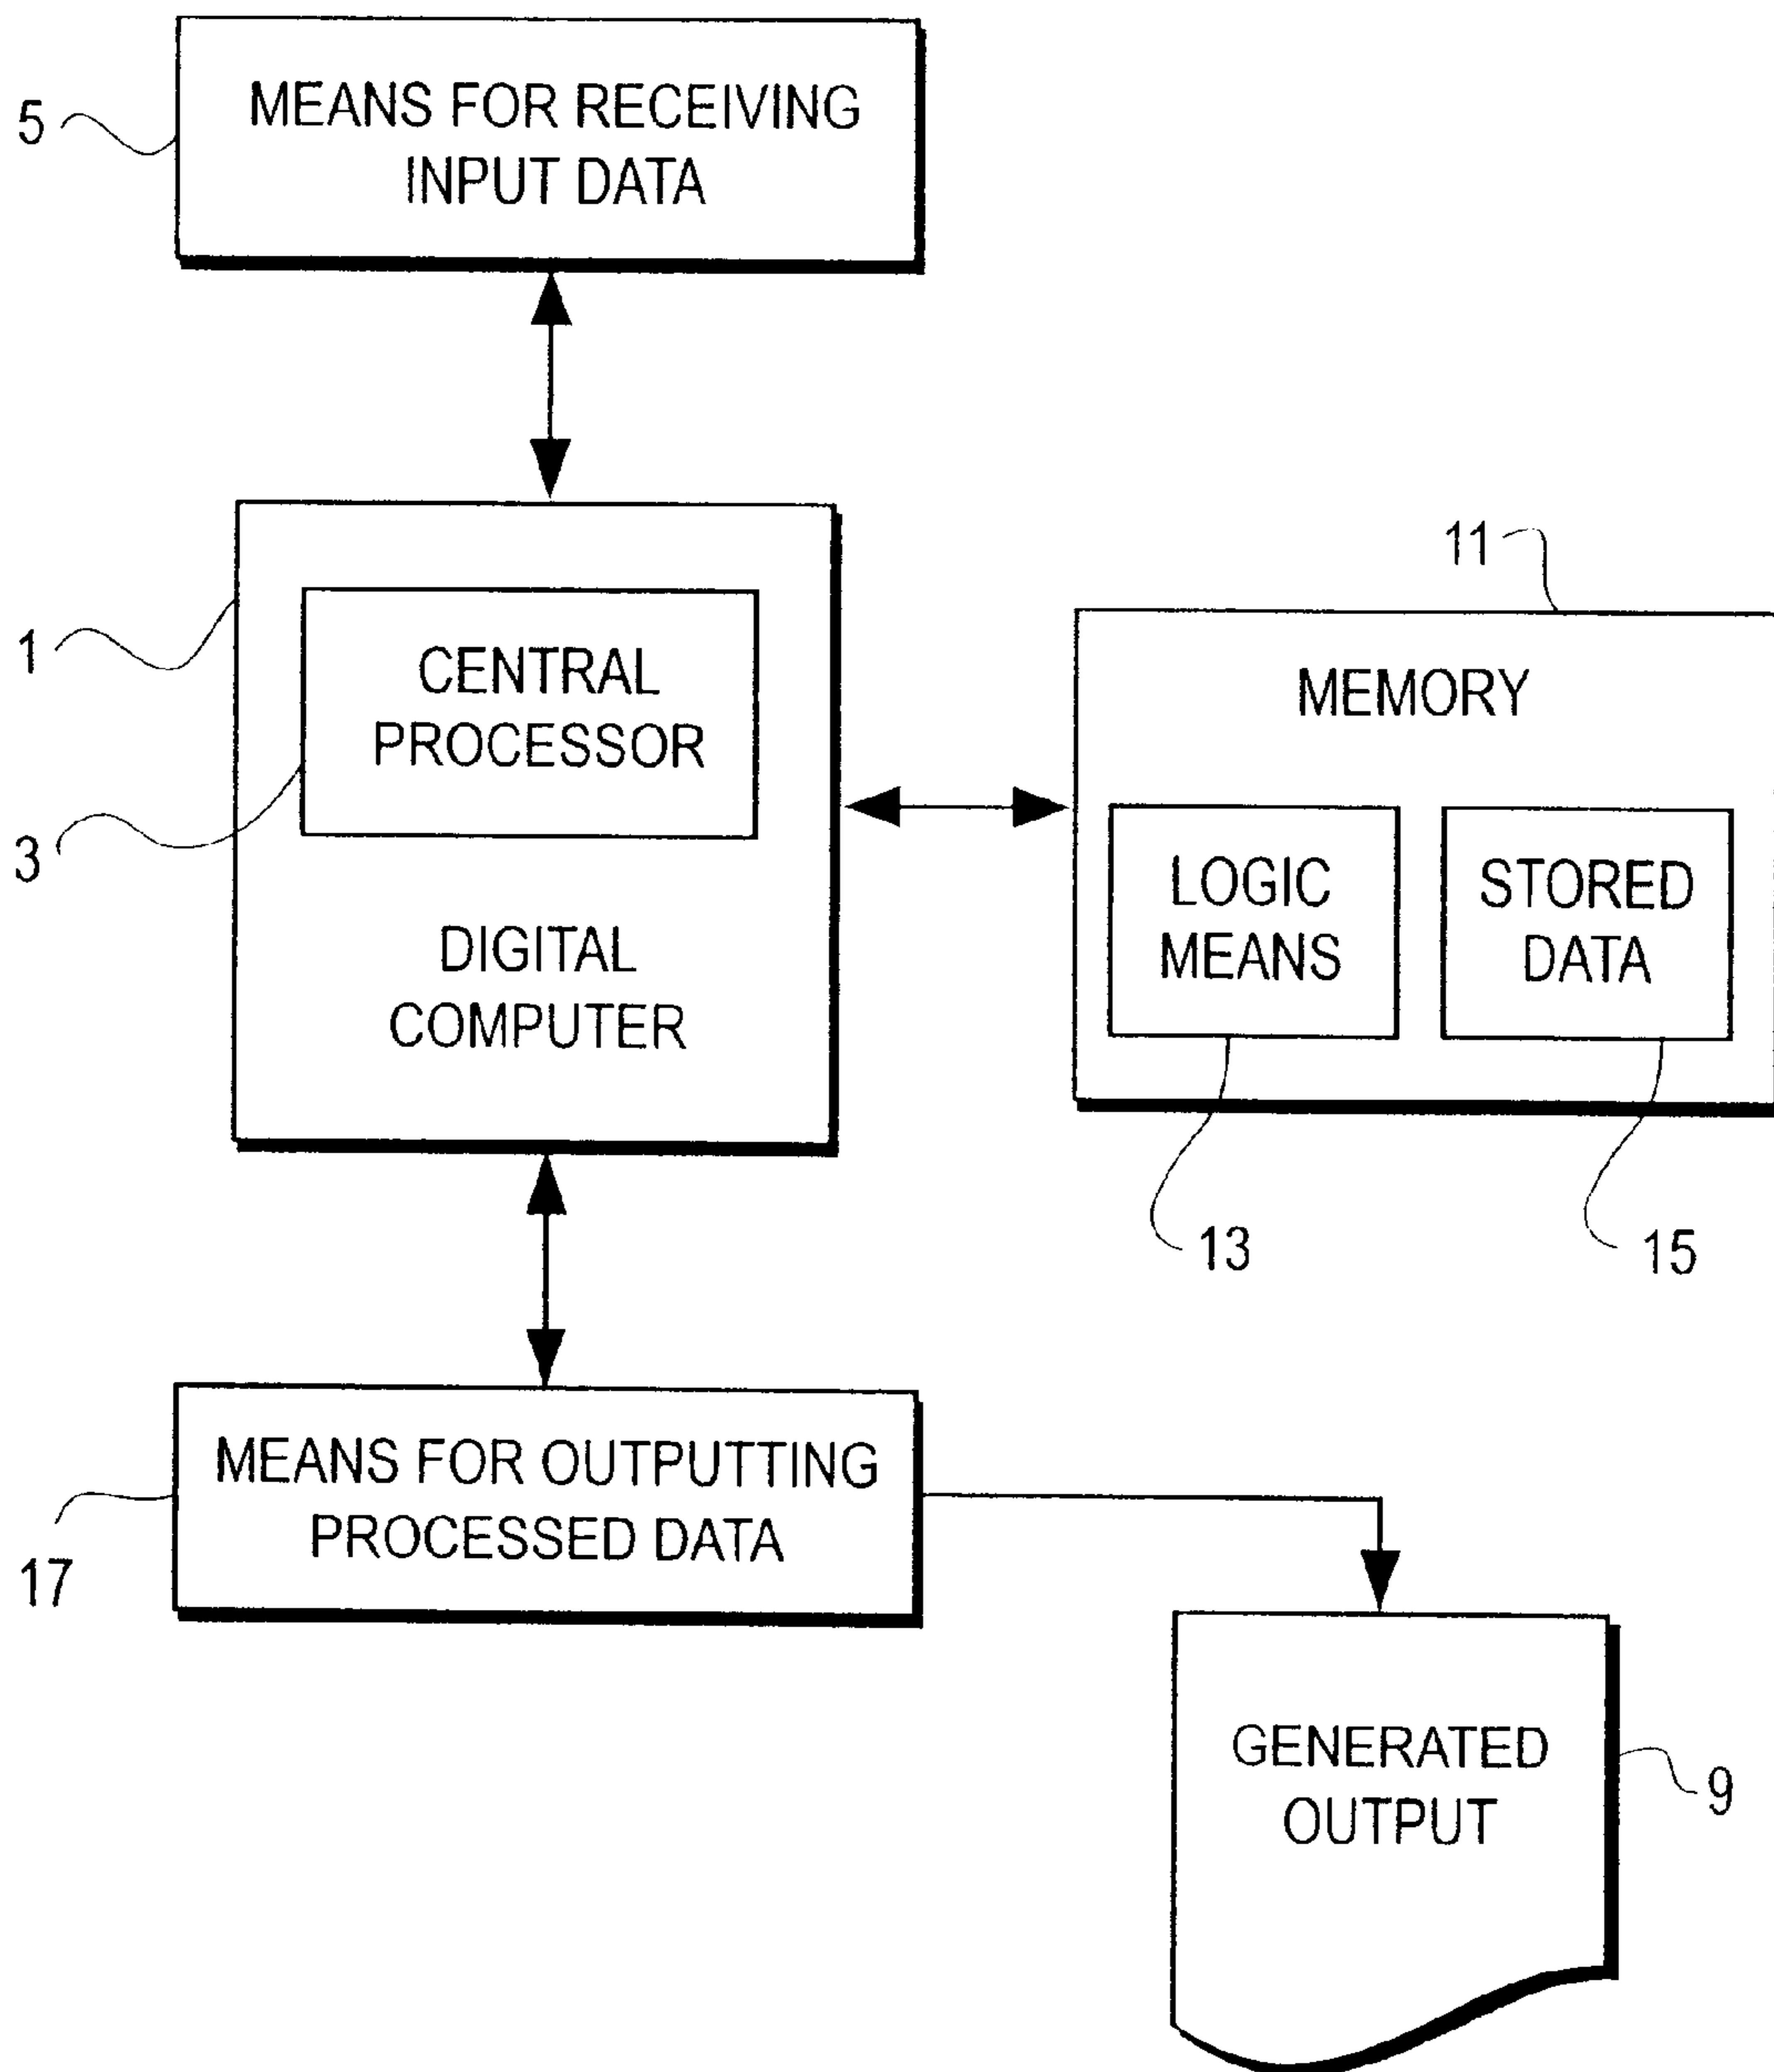 MEANS FOR RECEIVING
INPUT DATA
5
1
CENTRAL
PROCESSOR
3
DIGITAL
COMPUTER
11
MEMORY
LOGIC
MEANS
STORED
DATA
13
15
MEANS FOR OUTPUTTING
PROCESSED DATA
17
GENERATED
OUTPUT
9